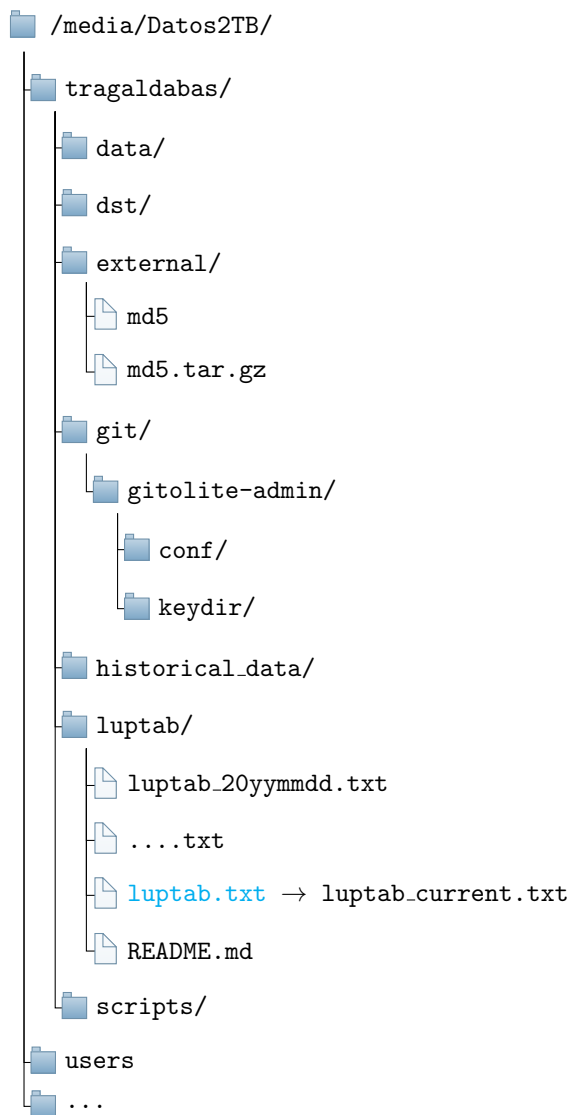 /media/Datos2TB/
tragaldabas/
data/
dst/
external/
md5
md5.tar.gz
git/
gitolite-admin/
conf/
keydir/
historical_data/
luptab/
luptab_20yymmdd.txt
....txt
luptab.txt → luptab_current.txt
README.md
scripts/
users
...